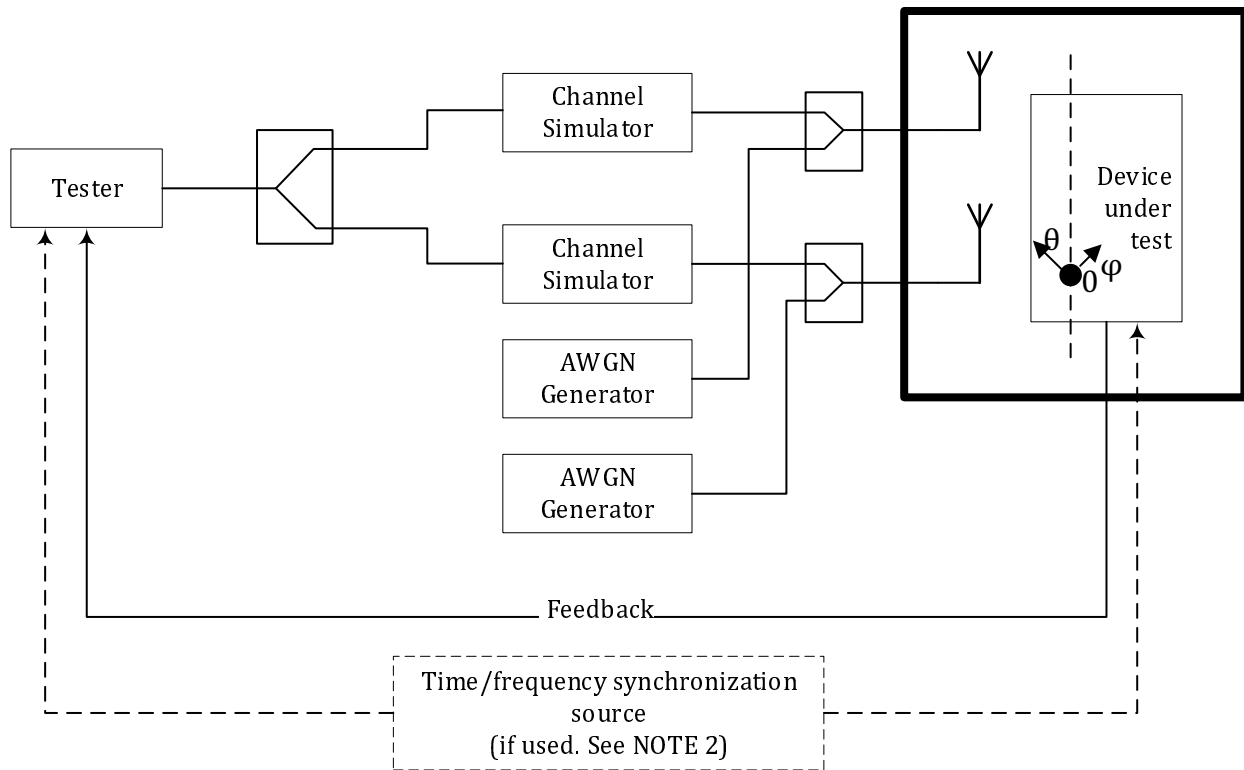 Channel
Simulator
Tester
Device
under
test
θ
φ
0
Channel
Simulator
AWGN
Generator
AWGN
Generator
Feedback
Time/frequency synchronization
source
(if used. See NOTE 2)